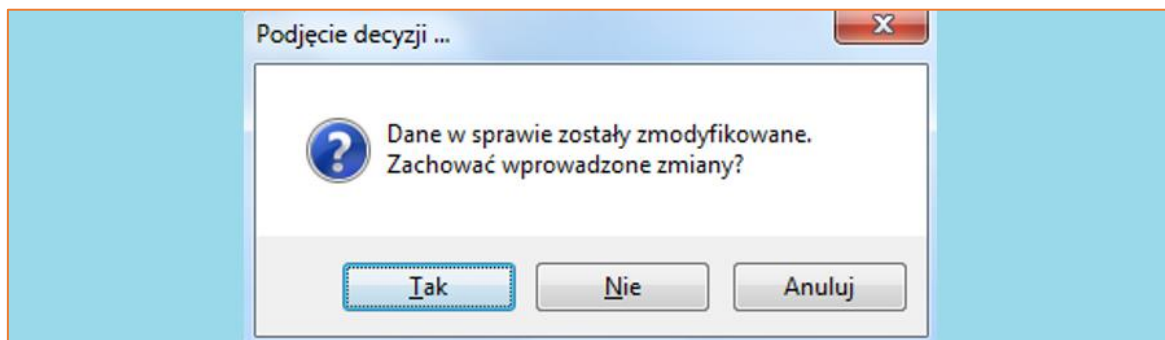 Podjęcie decyzji ...
Dane w sprawie zostały zmodyfikowane.
Zachować wprowadzone zmiany?
Tak
Nie
Anuluj